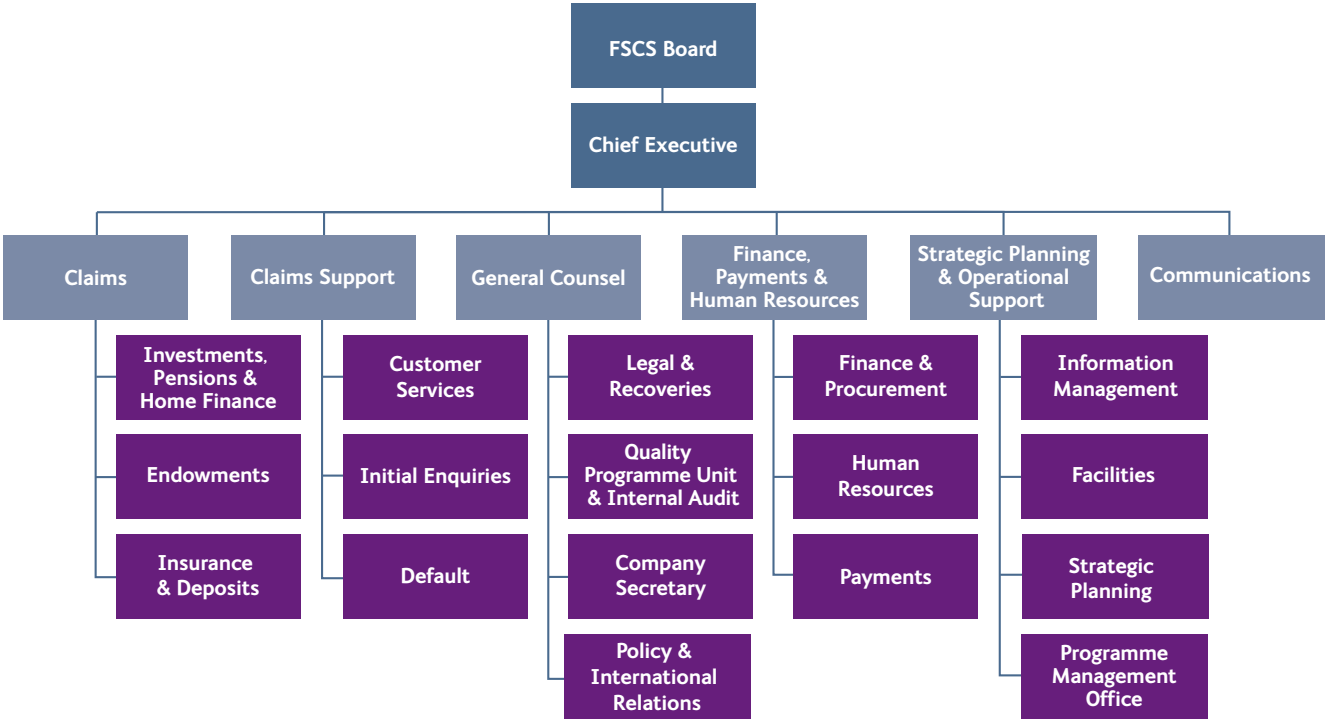 FSCS Board
Chief Executive
Claims
Claims Support
General Counsel
Finance,
Payments &
Human Resources
Strategic Planning
& Operational
Support
Communications
Investments,
Pensions &
Home Finance
Endowments
Insurance
& Deposits
Customer
Services
Initial Enquiries
Default
Legal &
Recoveries
Quality
Programme Unit
& Internal Audit
Company
Secretary
Policy &
International
Relations
Finance &
Procurement
Human
Resources
Payments
Information
Management
Facilities
Strategic
Planning
Programme
Management
Office